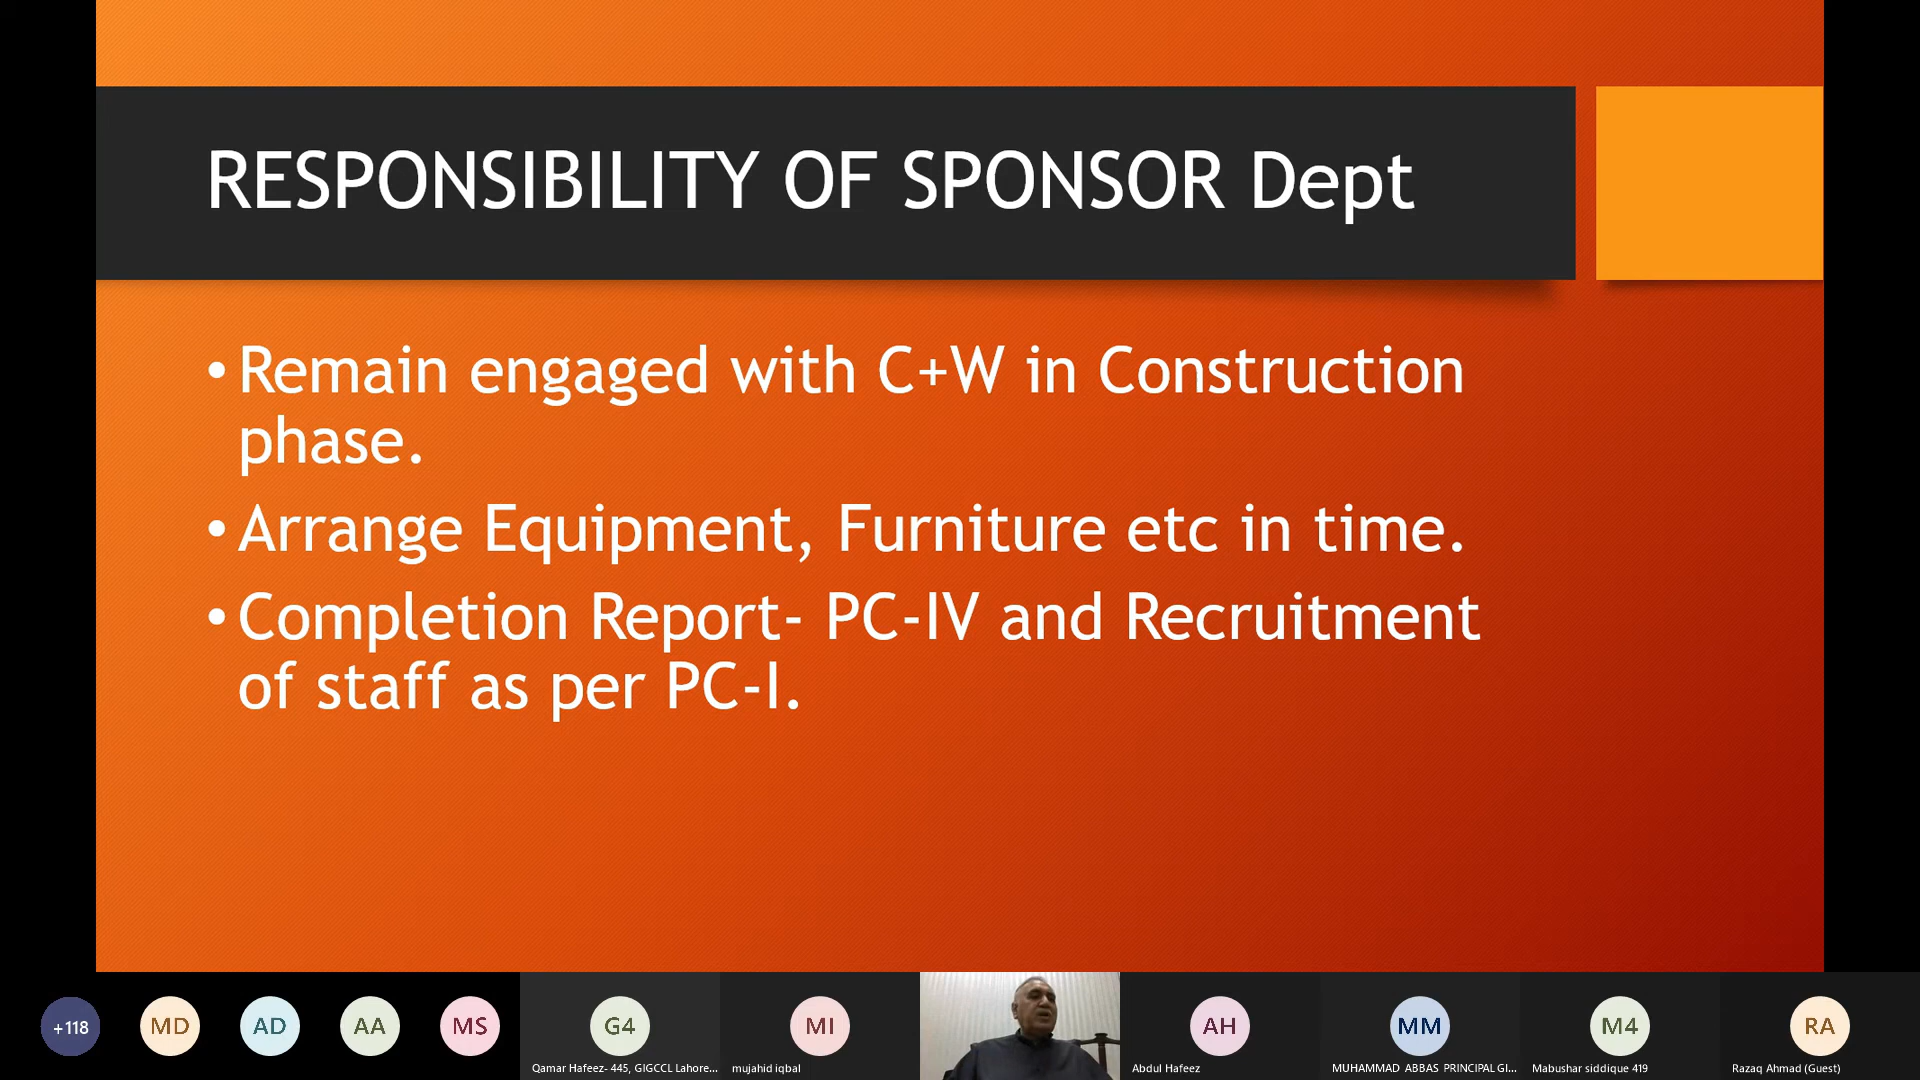 RESPONSIBILITY OF SPONSOR Dept
• Remain engaged with C+W in Construction
phase.
• Arrange Equipment, Furniture etc in time.
• Completion Report- PC-IV and Recruitment
of staff as per PC-I.
+118
MD
AD
AA
MS
G4
MI
AH
MM
M4
RA
Qamar Hafeez- 445, GIGCCL Lahore...
mujahid iqbal
Abdul Hafeez
MUHAMMAD ABBAS PRINCIPAL GI...
Mabushar siddique 419
Razaq Ahmad (Guest)